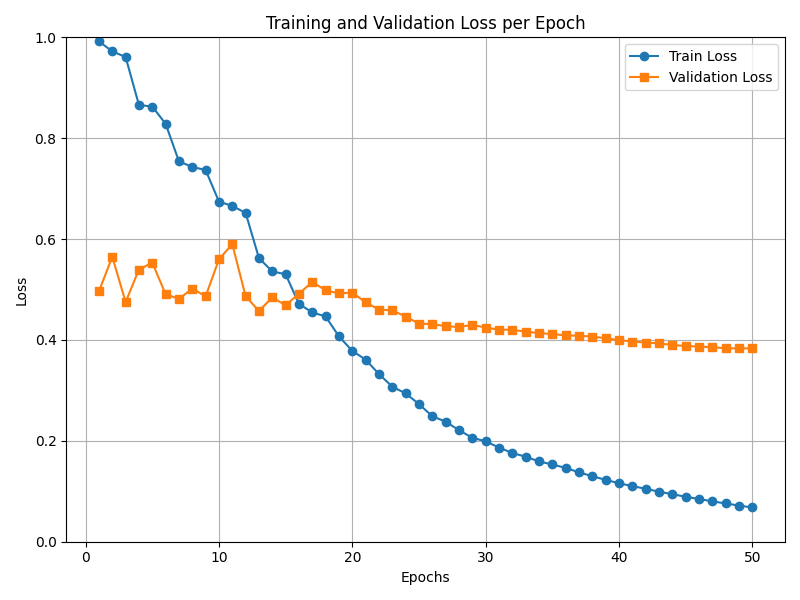 Training and Validation Loss per Epoch
Train Loss
Validation Loss
1.0
0.8
0.6
0.4
0.2
0.0
Loss
0 10 20 30 40 50
Epochs